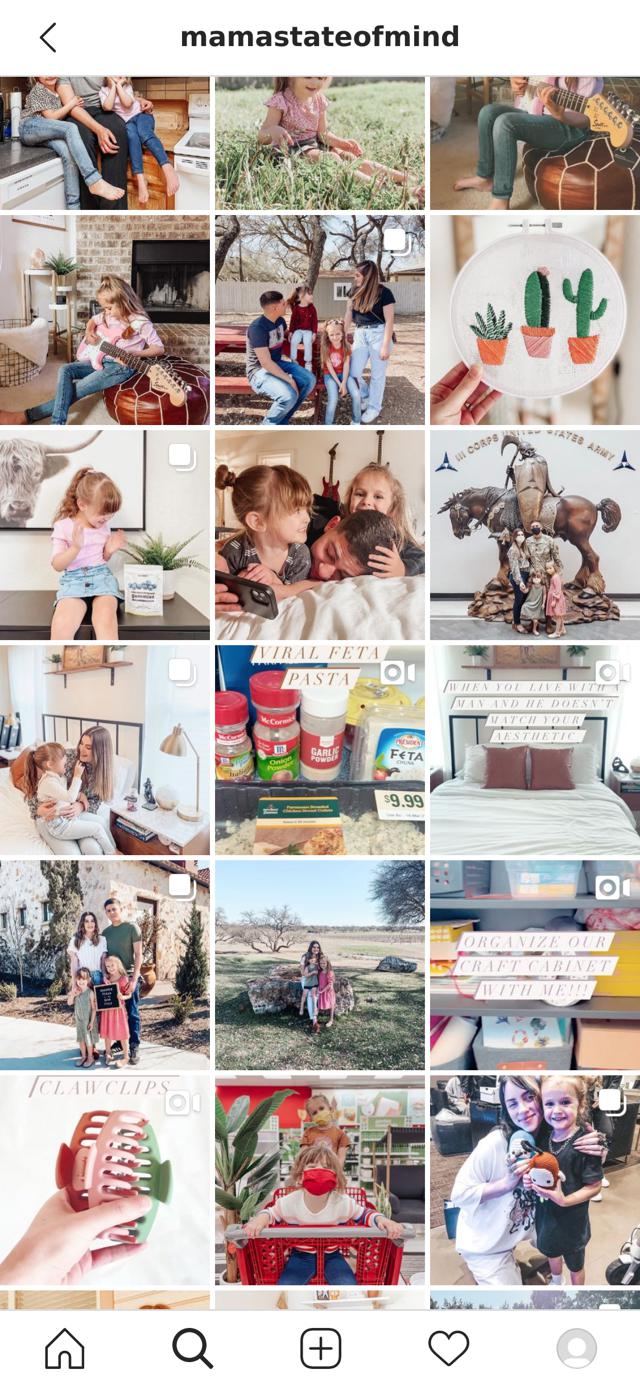 mamastateofmind
III CORPS UNITED STATES ARMY
VIRAL FETA
PASTA
McCormick
McCormick
Onion
Powder
GARLIC
POWDER
FETA
$9.99
WHEN YOU LIVE WITH
MAN AND HE DOESN'T
MATCH YOUR
AESTHETIC
ORGANIZE OUR
CRAFT CABINET
WITH ME!!!
CLAWCLIPS